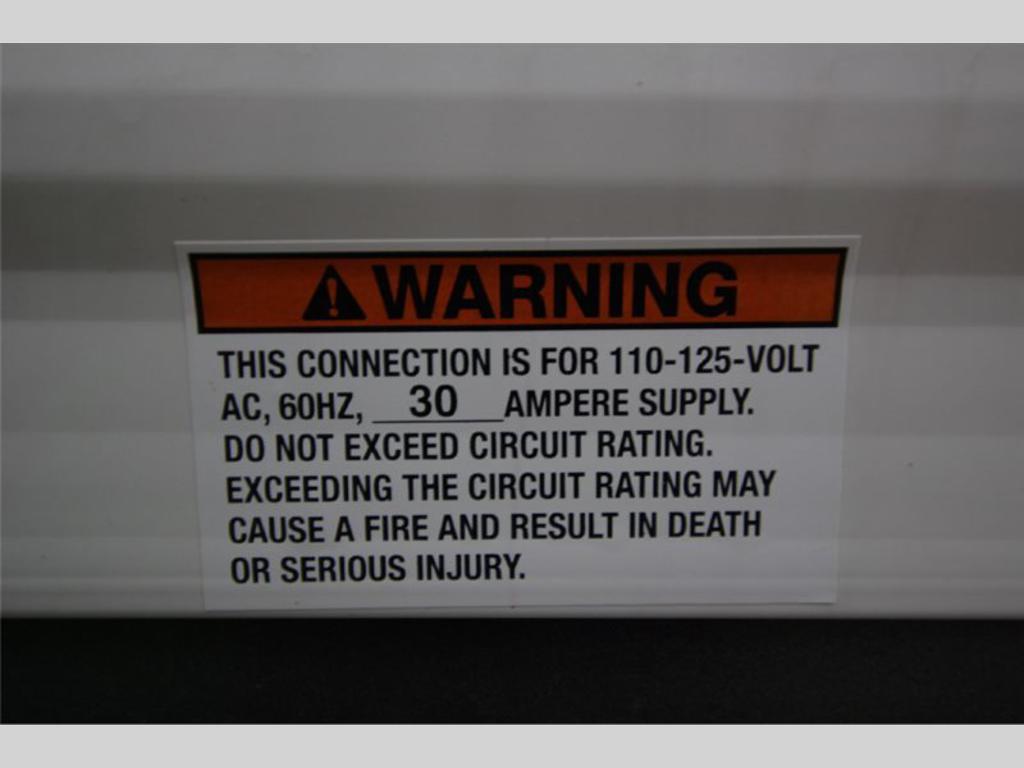 WARNING
THIS CONNECTION IS FOR 110-125-VOLT
AC, 60HZ, 30 AMPERE SUPPLY.
DO NOT EXCEED CIRCUIT RATING.
EXCEEDING THE CIRCUIT RATING MAY
CAUSE A FIRE AND RESULT IN DEATH
OR SERIOUS INJURY.